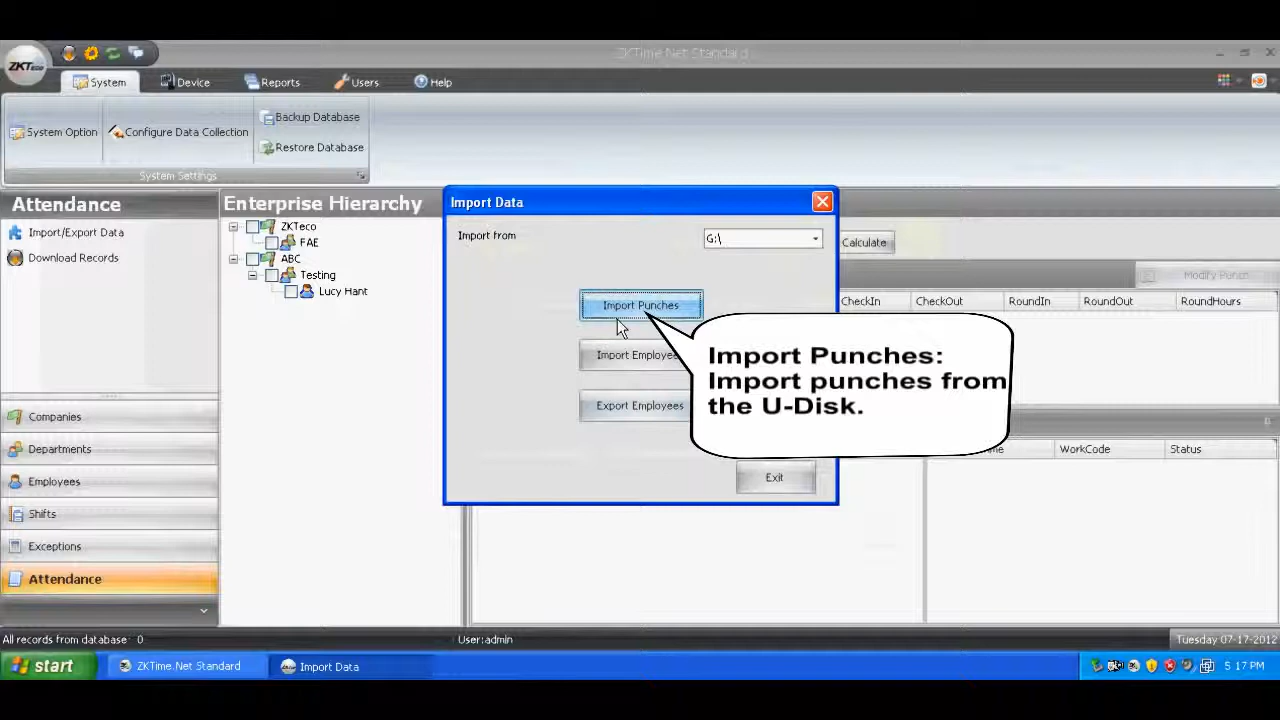 ZKTime.Net Standard
ZKTeco
System
Device
Reports
Users
Help
System Option
Configure Data Collection
Backup Database
Restore Database
System Settings
Attendance
Import/Export Data
Download Records
Companies
Departments
Employees
Shifts
Exceptions
Attendance
Enterprise Hierarchy
ZKTeco
FAE
ABC
Testing
Lucy Hant
Import Data
Import from
G:\
Import Punches
Import Employee
Export Employees
Exit
Import Punches:
Import punches from
the U-Disk.
Calculate
Modify Punch
CheckIn
CheckOut
RoundIn
RoundOut
RoundHours
WorkCode
Status
All records from database 0
User:admin
Tuesday 07-17-2012
start
ZKTime.Net Standard
Import Data
5:17 PM